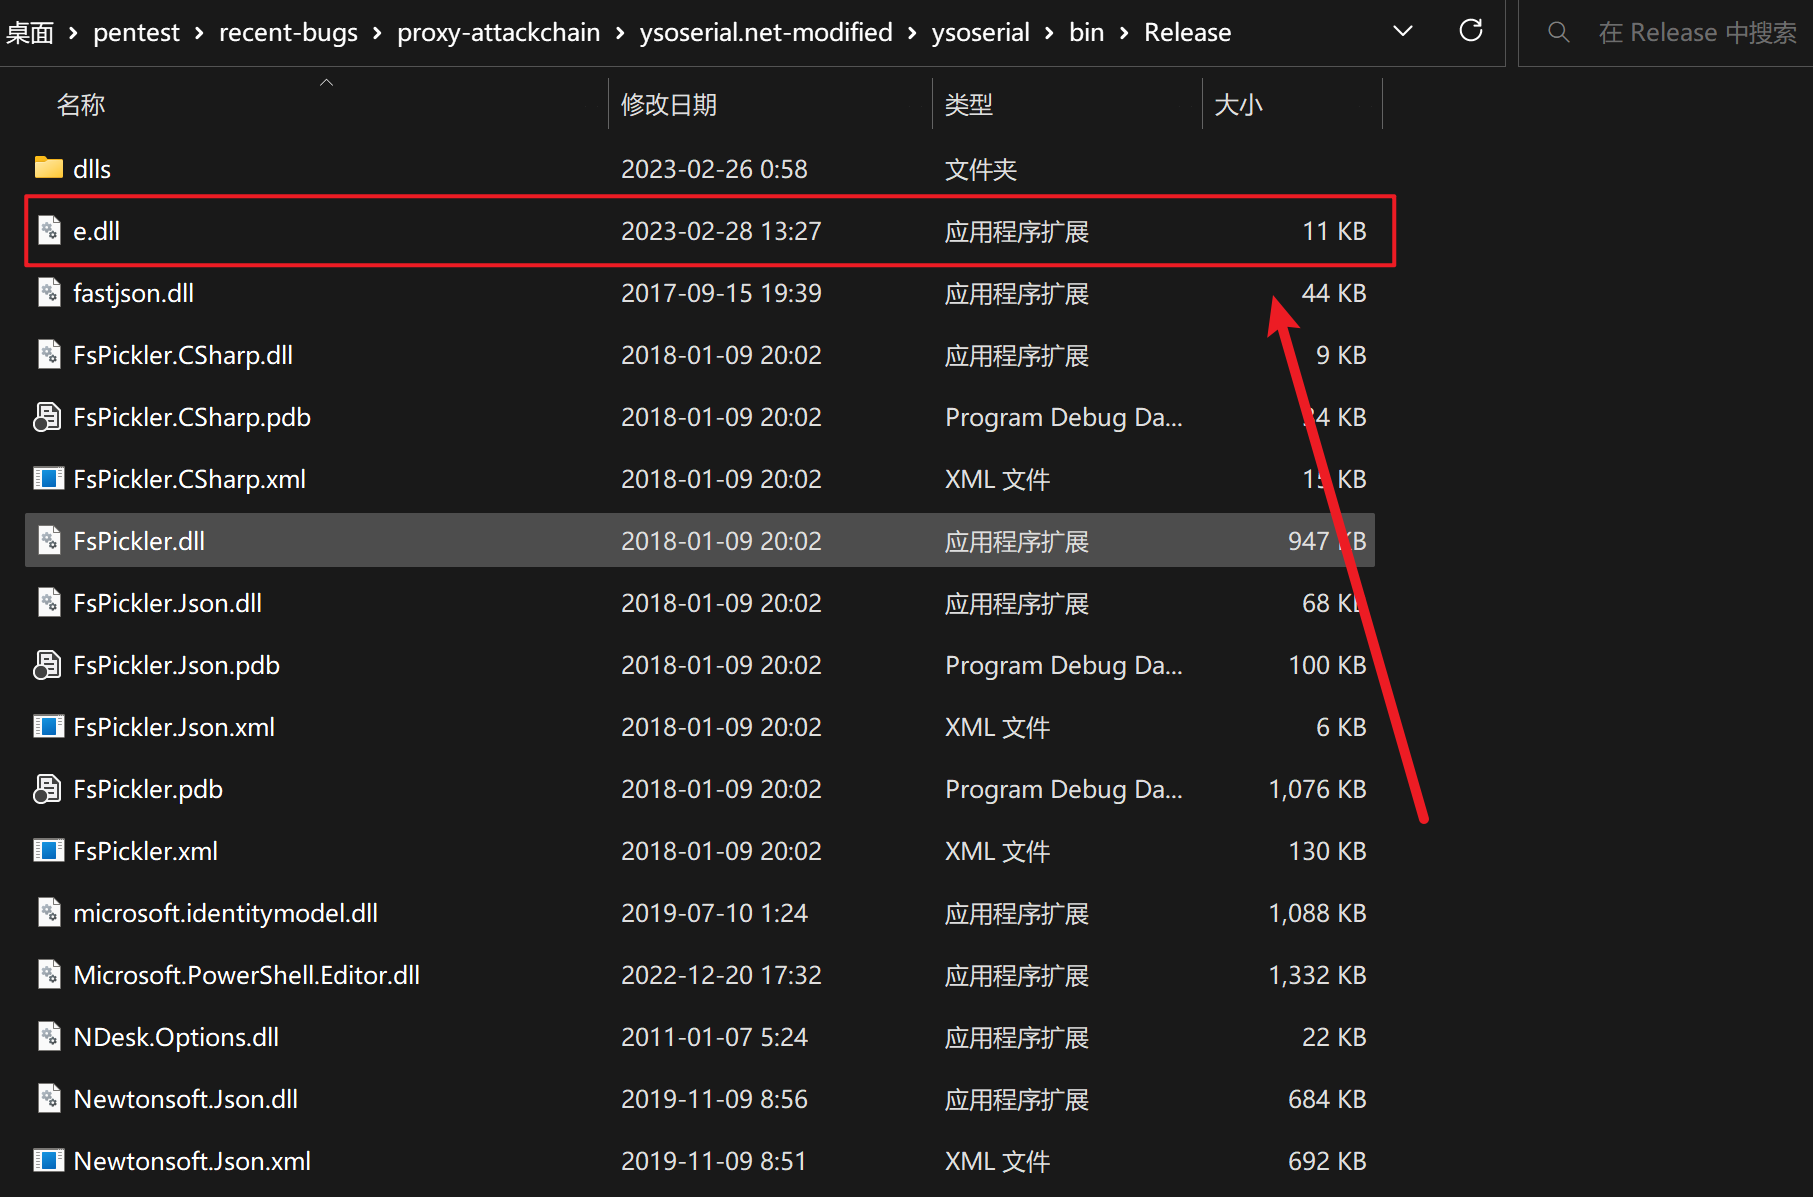 桌面 › pentest › recent-bugs › proxy-attackchain › ysoserial.net-modified › ysoserial › bin › Release 在 Release 中搜索
名称 修改日期 类型 大小
dlls 2023-02-26 0:58 文件夹
e.dll 2023-02-28 13:27 应用程序扩展 11 KB
fastjson.dll 2017-09-15 19:39 应用程序扩展 44 KB
FsPickler.CSharp.dll 2018-01-09 20:02 应用程序扩展 9 KB
FsPickler.CSharp.pdb 2018-01-09 20:02 Program Debug Da... KB
FsPickler.CSharp.xml 2018-01-09 20:02 XML 文件 15 KB
FsPickler.dll 2018-01-09 20:02 应用程序扩展 947 KB
FsPickler.Json.dll 2018-01-09 20:02 应用程序扩展 68 KB
FsPickler.Json.pdb 2018-01-09 20:02 Program Debug Da... 100 KB
FsPickler.Json.xml 2018-01-09 20:02 XML 文件 6 KB
FsPickler.pdb 2018-01-09 20:02 Program Debug Da... 1,076 KB
FsPickler.xml 2018-01-09 20:02 XML 文件 130 KB
microsoft.identitymodel.dll 2019-07-10 1:24 应用程序扩展 1,088 KB
Microsoft.PowerShell.Editor.dll 2022-12-20 17:32 应用程序扩展 1,332 KB
NDesk.Options.dll 2011-01-07 5:24 应用程序扩展 22 KB
Newtonsoft.Json.dll 2019-11-09 8:56 应用程序扩展 684 KB
Newtonsoft.Json.xml 2019-11-09 8:51 XML 文件 692 KB